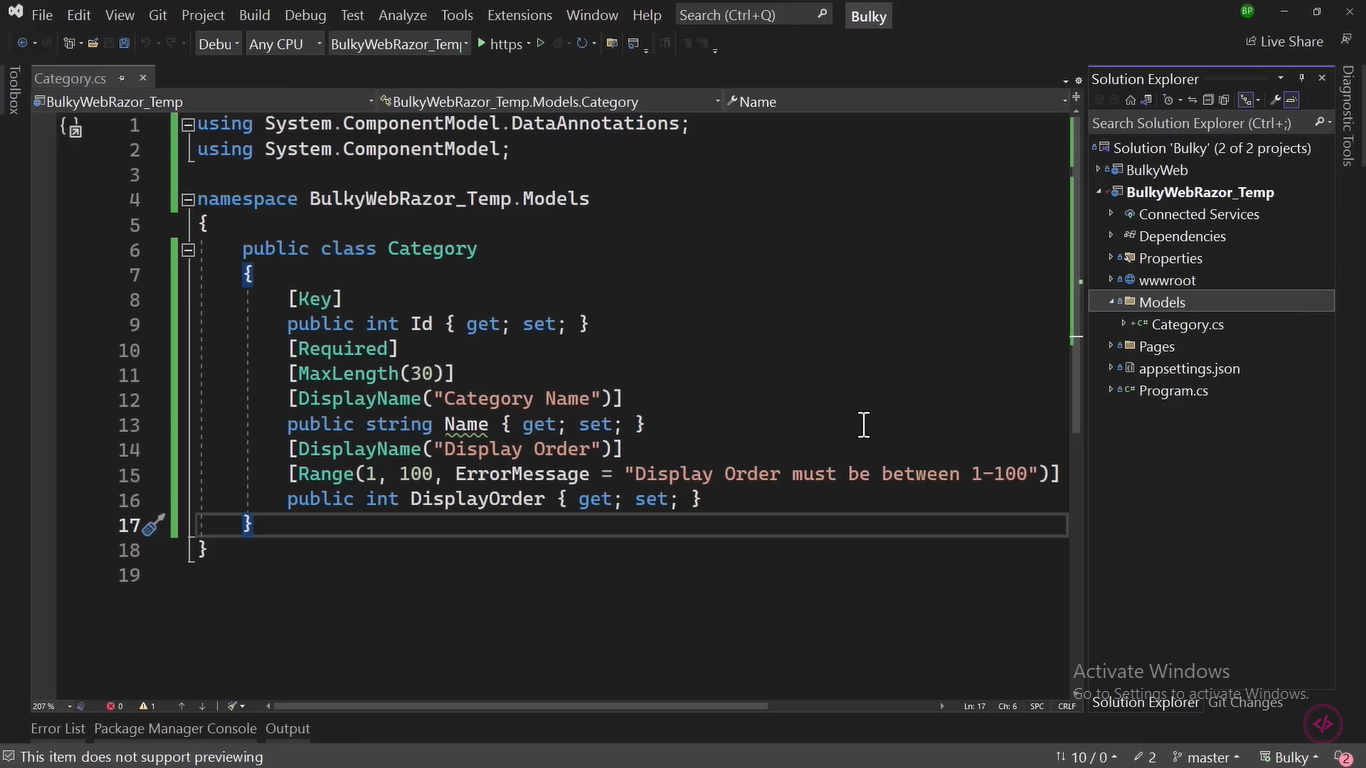 File Edit View Git Project Build Debug Test Analyze Tools Extensions Window Help Search (Ctrl+Q) Bulky BP
Debu Any CPU BulkyWebRazor_Temp https Live Share
Toolbox
Category.cs
BulkyWebRazor_Temp BulkyWebRazor_Temp.Models.Category Name
1 using System.ComponentModel.DataAnnotations;
2 using System.ComponentModel;
3
4 namespace BulkyWebRazor_Temp.Models
5 {
6 public class Category
7 {
8 [Key]
9 public int Id { get; set; }
10 [Required]
11 [MaxLength(30)]
12 [DisplayName("Category Name")]
13 public string Name { get; set; }
14 [DisplayName("Display Order")]
15 [Range(1, 100, ErrorMessage = "Display Order must be between 1-100")]
16 public int DisplayOrder { get; set; }
17 }
18 }
19
207 % 0 1 Ln: 17 Ch: 6 SPC CRLF
Solution Explorer
Search Solution Explorer (Ctrl+;)
Solution 'Bulky' (2 of 2 projects)
BulkyWeb
BulkyWebRazor_Temp
Connected Services
Dependencies
Properties
wwwroot
Models
C# Category.cs
Pages
appsettings.json
C# Program.cs
Diagnostic Tools
Activate Windows
Go to Settings to activate Windows.
Solution Explorer Git Changes
Error List Package Manager Console Output
This item does not support previewing 10 / 0 2 master Bulky 2